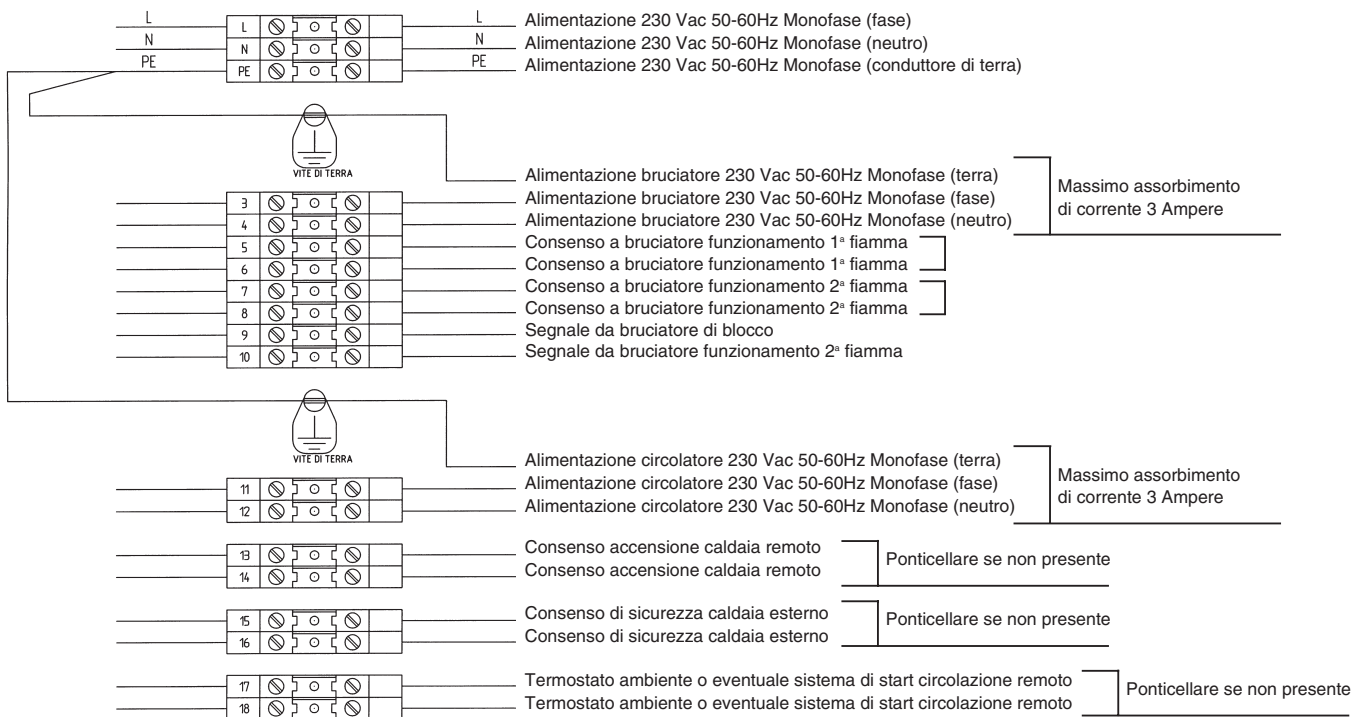 L L L Alimentazione 230 Vac 50-60Hz Monofase (fase)
N N N Alimentazione 230 Vac 50-60Hz Monofase (neutro)
PE PE PE Alimentazione 230 Vac 50-60Hz Monofase (conduttore di terra)
VITE DI TERRA
Alimentazione bruciatore 230 Vac 50-60Hz Monofase (terra)
3 Alimentazione bruciatore 230 Vac 50-60Hz Monofase (fase)
4 Alimentazione bruciatore 230 Vac 50-60Hz Monofase (neutro)
Massimo assorbimento
di corrente 3 Ampere
5 Consenso a bruciatore funzionamento 1ª fiamma
6 Consenso a bruciatore funzionamento 1ª fiamma
7 Consenso a bruciatore funzionamento 2ª fiamma
8 Consenso a bruciatore funzionamento 2ª fiamma
9 Segnale da bruciatore di blocco
10 Segnale da bruciatore funzionamento 2ª fiamma
VITE DI TERRA
Alimentazione circolatore 230 Vac 50-60Hz Monofase (terra)
11 Alimentazione circolatore 230 Vac 50-60Hz Monofase (fase)
12 Alimentazione circolatore 230 Vac 50-60Hz Monofase (neutro)
Massimo assorbimento
di corrente 3 Ampere
13 Consenso accensione caldaia remoto
14 Consenso accensione caldaia remoto
Ponticellare se non presente
15 Consenso di sicurezza caldaia esterno
16 Consenso di sicurezza caldaia esterno
Ponticellare se non presente
17 Termostato ambiente o eventuale sistema di start circolazione remoto
18 Termostato ambiente o eventuale sistema di start circolazione remoto
Ponticellare se non presente